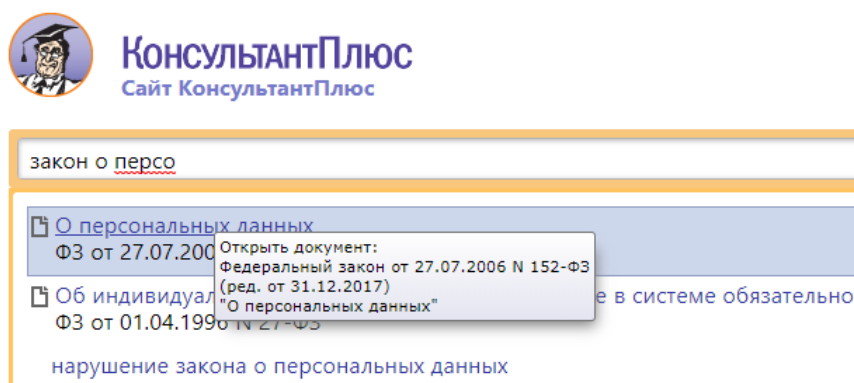 КонсультантПлюс
Сайт КонсультантПлюс
закон о персо
О персональных данных
ФЗ от 27.07.200
Открыть документ:
Федеральный закон от 27.07.2006 N 152-ФЗ
(ред. от 31.12.2017)
"О персональных данных"
Об индивидуал е в системе обязательно
ФЗ от 01.04.1996 N 27-ФЗ
нарушение закона о персональных данных